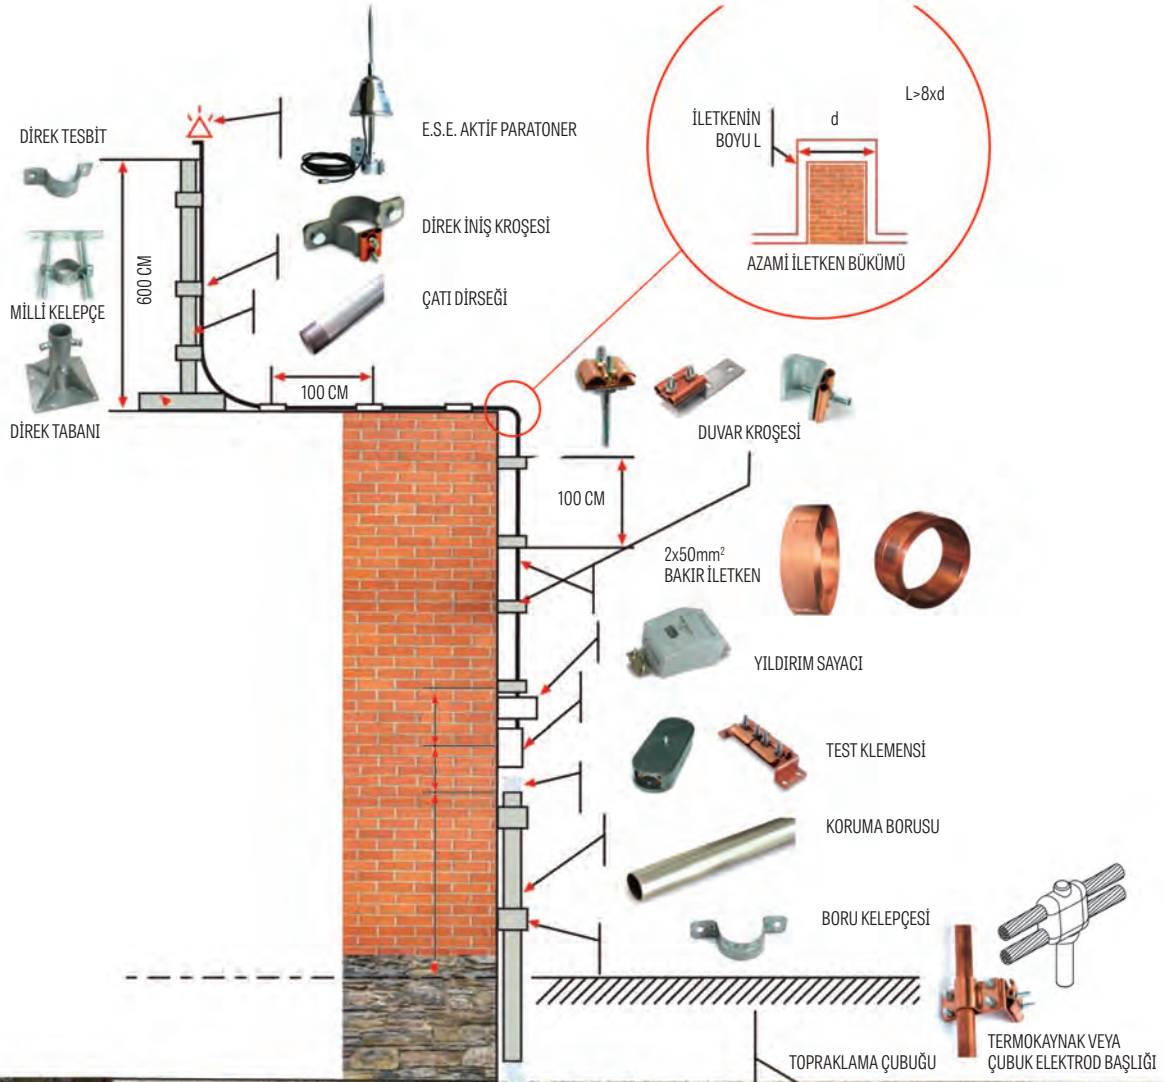 DİREK TESBİT
600 CM
MİLLİ KELEPÇE
DİREK TABANI
E.S.E. AKTİF PARATONER
DİREK İNİŞ KROŞESİ
ÇATI DİRSEĞİ
100 CM
L>8xd
İLETKENİN
BOYU L
d
AZAMİ İLETKEN BÜKÜMÜ
DUVAR KROŞESİ
100 CM
2x50mm²
BAKIR İLETKEN
YILDIRIM SAYACI
TEST KLEMENSİ
KORUMA BORUSU
BORU KELEPÇESİ
TOPRAKLAMA ÇUBUĞU
TERMOKAYNAK VEYA
ÇUBUK ELEKTROD BAŞLIĞI